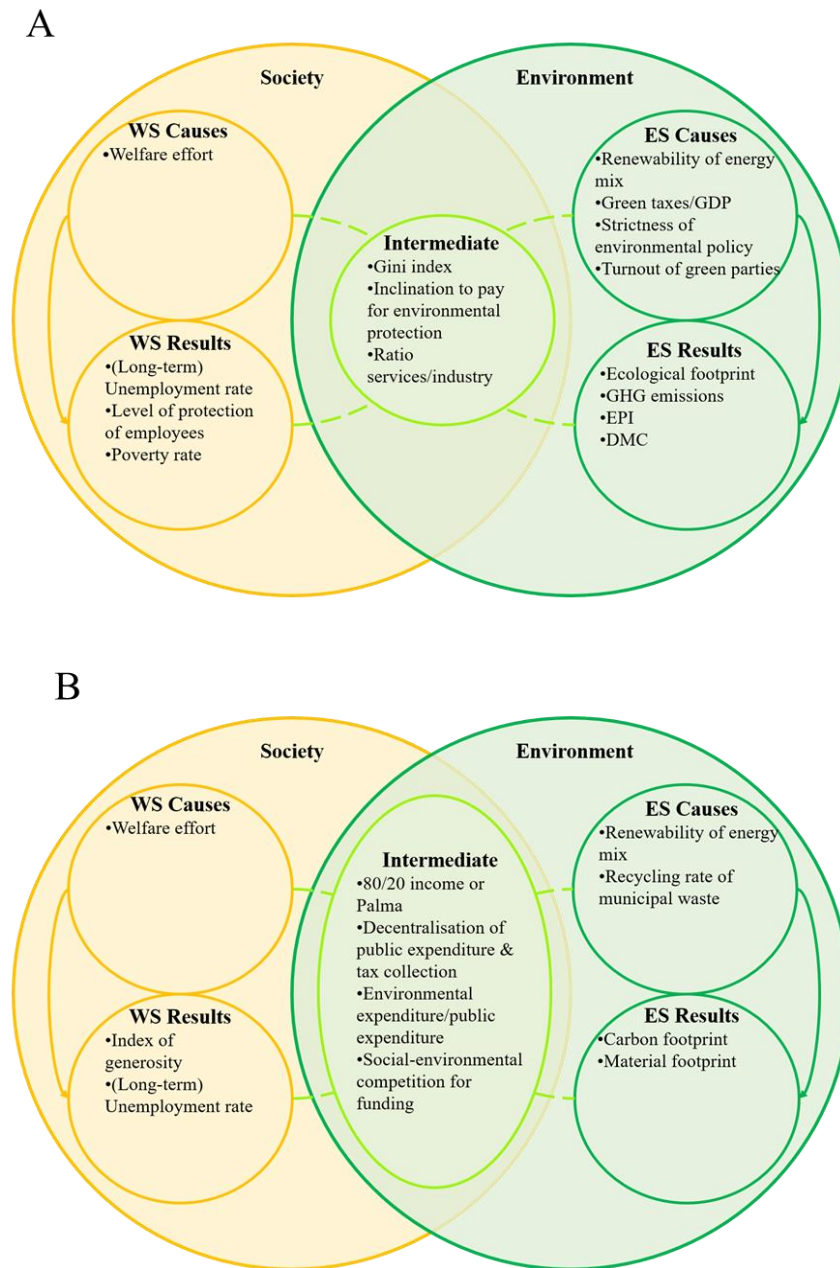 A
Society
Environment
WS Causes
•Welfare effort
ES Causes
•Renewability of energy
mix
•Green taxes/GDP
•Strictness of
environmental policy
•Turnout of green parties
Intermediate
•Gini index
•Inclination to pay
for environmental
protection
•Ratio
services/industry
WS Results
•(Long-term)
Unemployment rate
•Level of protection
of employees
•Poverty rate
ES Results
•Ecological footprint
•GHG emissions
•EPI
•DMC
B
Society
Environment
WS Causes
•Welfare effort
ES Causes
•Renewability of energy
mix
•Recycling rate of
municipal waste
Intermediate
•80/20 income or
Palma
•Decentralisation of
public expenditure &
tax collection
•Environmental
expenditure/public
expenditure
•Social-environmental
competition for
funding
WS Results
•Index of
generosity
•(Long-term)
Unemployment rate
ES Results
•Carbon footprint
•Material footprint